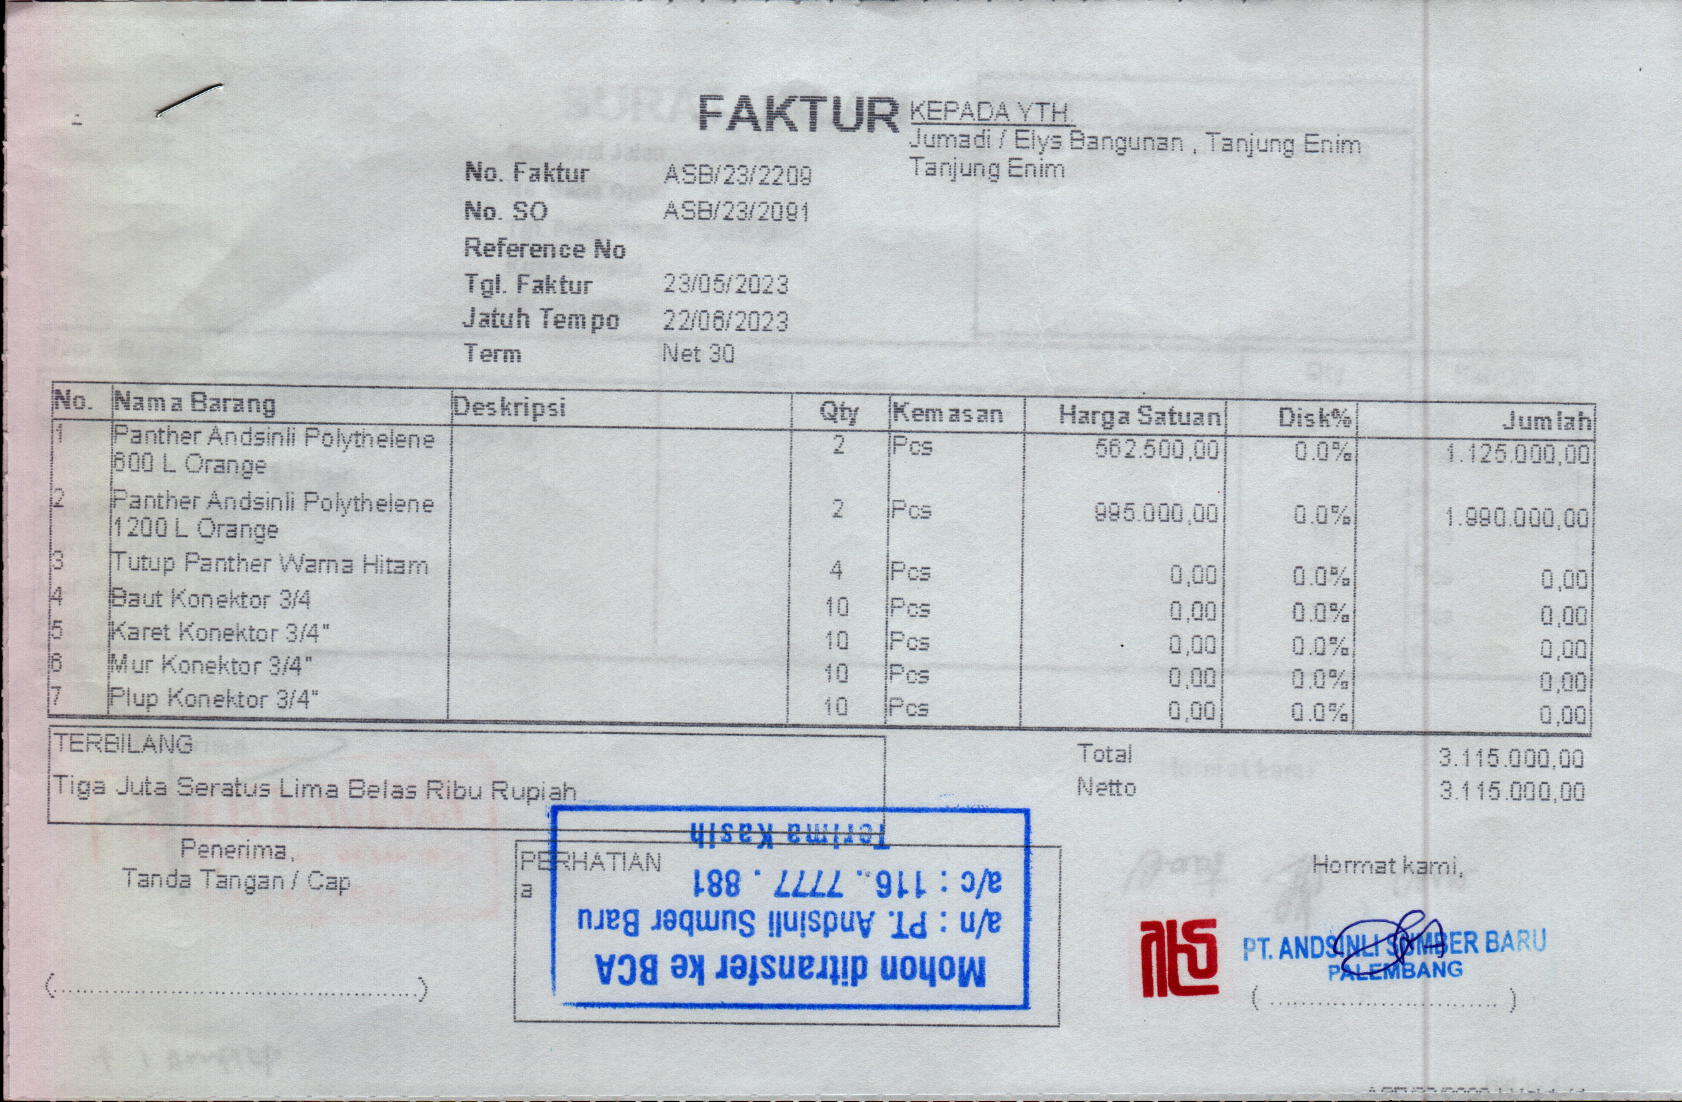 FAKTUR
KEPADA YTH.
Jumadi / Elys Bangunan , Tanjung Enim
Tanjung Enim
No. Faktur ASB/23/2209
No. SO ASB/23/2091
Reference No
Tgl. Faktur 23/05/2023
Jatuh Tempo 22/06/2023
Term Net 30
No. Nama Barang Deskripsi Qty Kemasan Harga Satuan Disk% Jumlah
1 Panther Andsinli Polythelene 2 Pcs 562.500,00 0.0% 1.125.000,00
600 L Orange
2 Panther Andsinli Polythelene 2 Pcs 995.000,00 0.0% 1.990.000,00
1200 L Orange
3 Tutup Panther Warna Hitam 4 Pcs 0,00 0.0% 0,00
4 Baut Konektor 3/4 10 Pcs 0,00 0.0% 0,00
5 Karet Konektor 3/4" 10 Pcs 0,00 0.0% 0,00
6 Mur Konektor 3/4" 10 Pcs 0,00 0.0% 0,00
7 Plup Konektor 3/4" 10 Pcs 0,00 0.0% 0,00
TERBILANG
Tiga Juta Seratus Lima Belas Ribu Rupiah
Total 3.115.000,00
Netto 3.115.000,00
Penerima,
Tanda Tangan / Cap
PERHATIAN
a
Mohon ditransfer ke BCA
a/n : PT. Andsinli Sumber Baru
a/c : 116 . 7777 . 881
Terima Kasih
Hormat kami,
PT. ANDSINLI SUMBER BARU
PALEMBANG